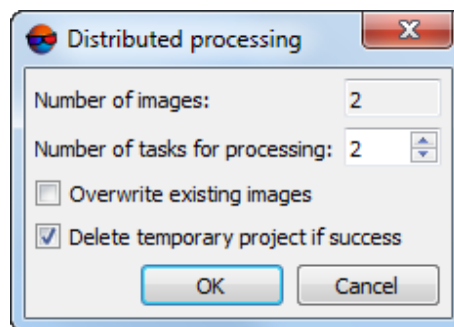 Distributed processing
Number of images: 2
Number of tasks for processing: 2
Overwrite existing images
Delete temporary project if success
OK Cancel